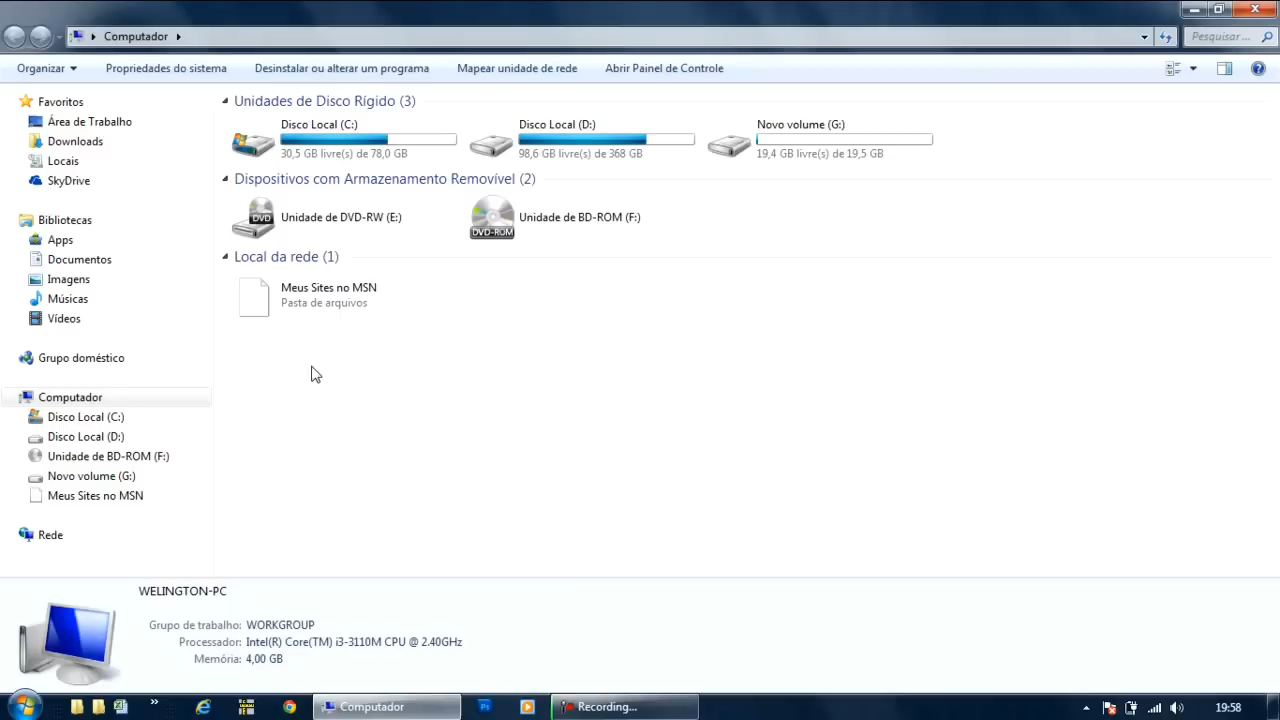 Computador
Pesquisar ...
Organizar
Propriedades do sistema
Desinstalar ou alterar um programa
Mapear unidade de rede
Abrir Painel de Controle
Favoritos
Área de Trabalho
Downloads
Locais
SkyDrive
Bibliotecas
Apps
Documentos
Imagens
Músicas
Vídeos
Grupo doméstico
Computador
Disco Local (C:)
Disco Local (D:)
Unidade de BD-ROM (F:)
Novo volume (G:)
Meus Sites no MSN
Rede
Unidades de Disco Rígido (3)
Disco Local (C:)
30,5 GB livre(s) de 78,0 GB
Disco Local (D:)
98,6 GB livre(s) de 368 GB
Novo volume (G:)
19,4 GB livre(s) de 19,5 GB
Dispositivos com Armazenamento Removível (2)
DVD
Unidade de DVD-RW (E:)
DVD-ROM
Unidade de BD-ROM (F:)
Local da rede (1)
Meus Sites no MSN
Pasta de arquivos
WELINGTON-PC
Grupo de trabalho: WORKGROUP
Processador: Intel(R) Core(TM) i3-3110M CPU @ 2.40GHz
Memória: 4,00 GB
Computador
Ps
Recording...
19:58